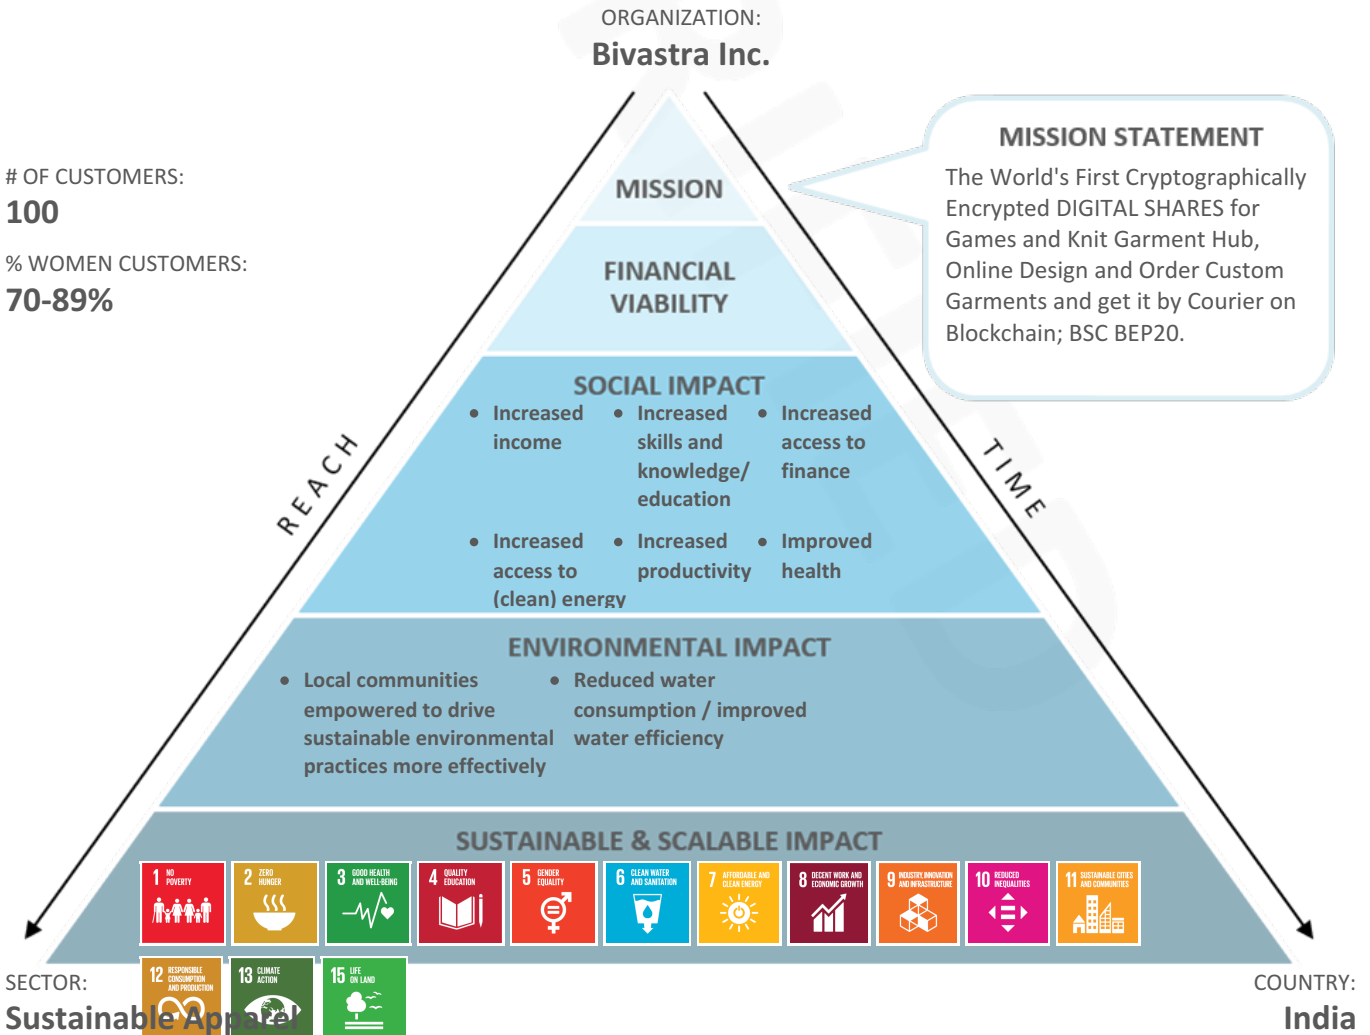 ORGANIZATION:
Bivastra Inc.
# OF CUSTOMERS:
100
% WOMEN CUSTOMERS:
70-89%
MISSION STATEMENT
The World's First Cryptographically
Encrypted DIGITAL SHARES for
Games and Knit Garment Hub,
Online Design and Order Custom
Garments and get it by Courier on
Blockchain; BSC BEP20.
REACH
TIME
MISSION
FINANCIAL
VIABILITY
SOCIAL IMPACT
• Increased
income
• Increased
skills and
knowledge/
education
• Increased
access to
finance
• Increased
access to
(clean) energy
• Increased
productivity
• Improved
health
ENVIRONMENTAL IMPACT
• Local communities
empowered to drive
sustainable environmental
practices more effectively
• Reduced water
consumption / improved
water efficiency
SUSTAINABLE & SCALABLE IMPACT
1 NO
POVERTY
2 ZERO
HUNGER
3 GOOD HEALTH
AND WELL-BEING
4 QUALITY
EDUCATION
5 GENDER
EQUALITY
6 CLEAN WATER
AND SANITATION
7 AFFORDABLE AND
CLEAN ENERGY
8 DECENT WORK AND
ECONOMIC GROWTH
9 INDUSTRY, INNOVATION
AND INFRASTRUCTURE
10 REDUCED
INEQUALITIES
11 SUSTAINABLE CITIES
AND COMMUNITIES
12 RESPONSIBLE
CONSUMPTION
AND PRODUCTION
13 CLIMATE
ACTION
15 LIFE
ON LAND
SECTOR:
Sustainable Apparel
COUNTRY:
India